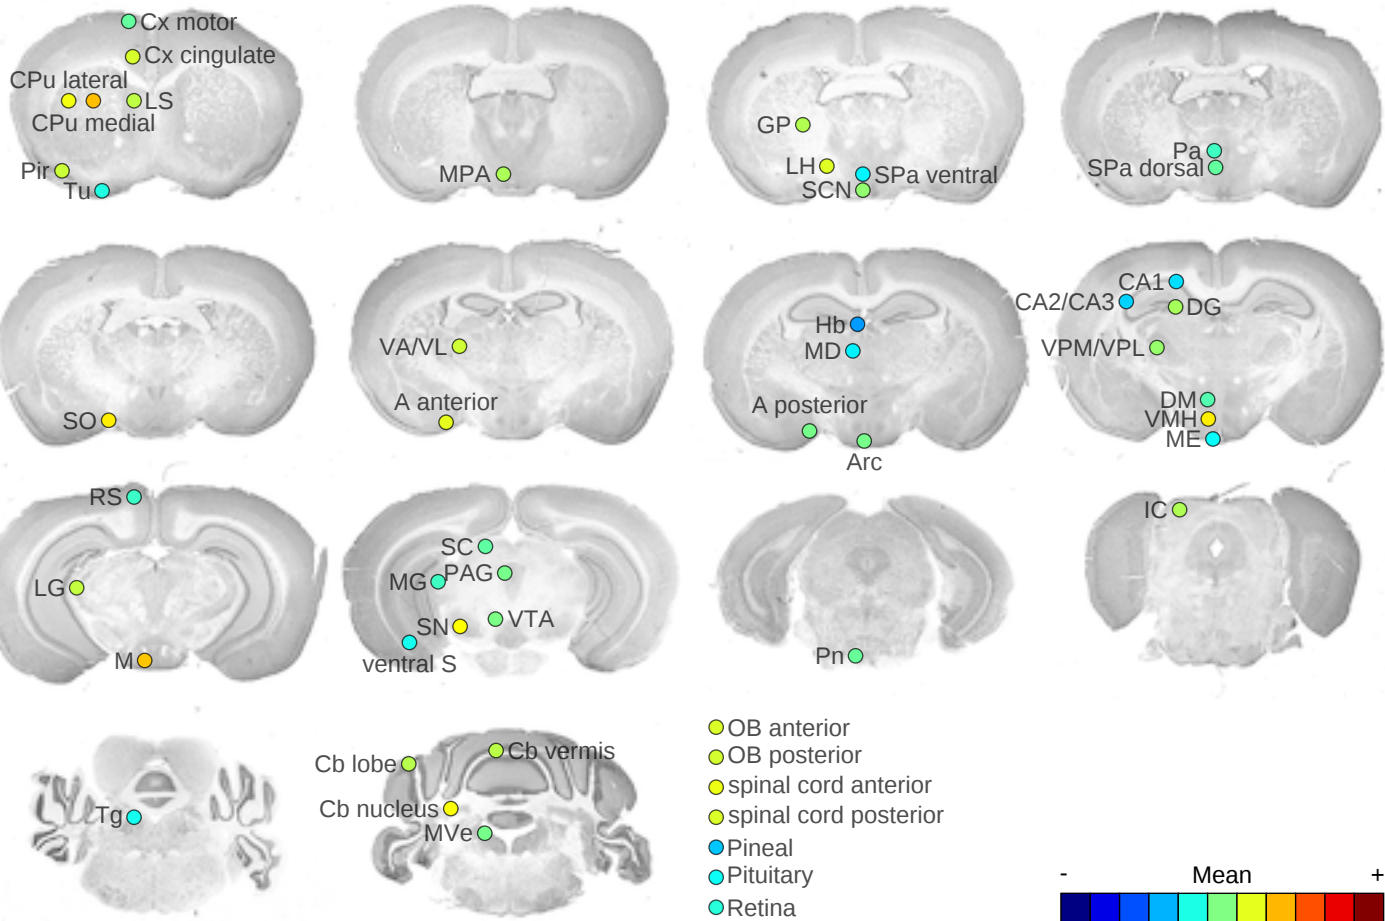 Cx motor
Cx cingulate
CPu lateral
LS
CPu medial
Pir
Tu
MPA
GP
LH
SPa ventral
SCN
Pa
SPa dorsal
SO
VA/VL
A anterior
Hb
MD
A posterior
Arc
CA1
CA2/CA3
DG
VPM/VPL
DM
VMH
ME
RS
LG
M
SC
MG PAG
SN VTA
ventral S
Pn
IC
Tg
Cb lobe
Cb vermis
Cb nucleus
MVe
OB anterior
OB posterior
spinal cord anterior
spinal cord posterior
Pineal
Pituitary
Retina
- Mean +